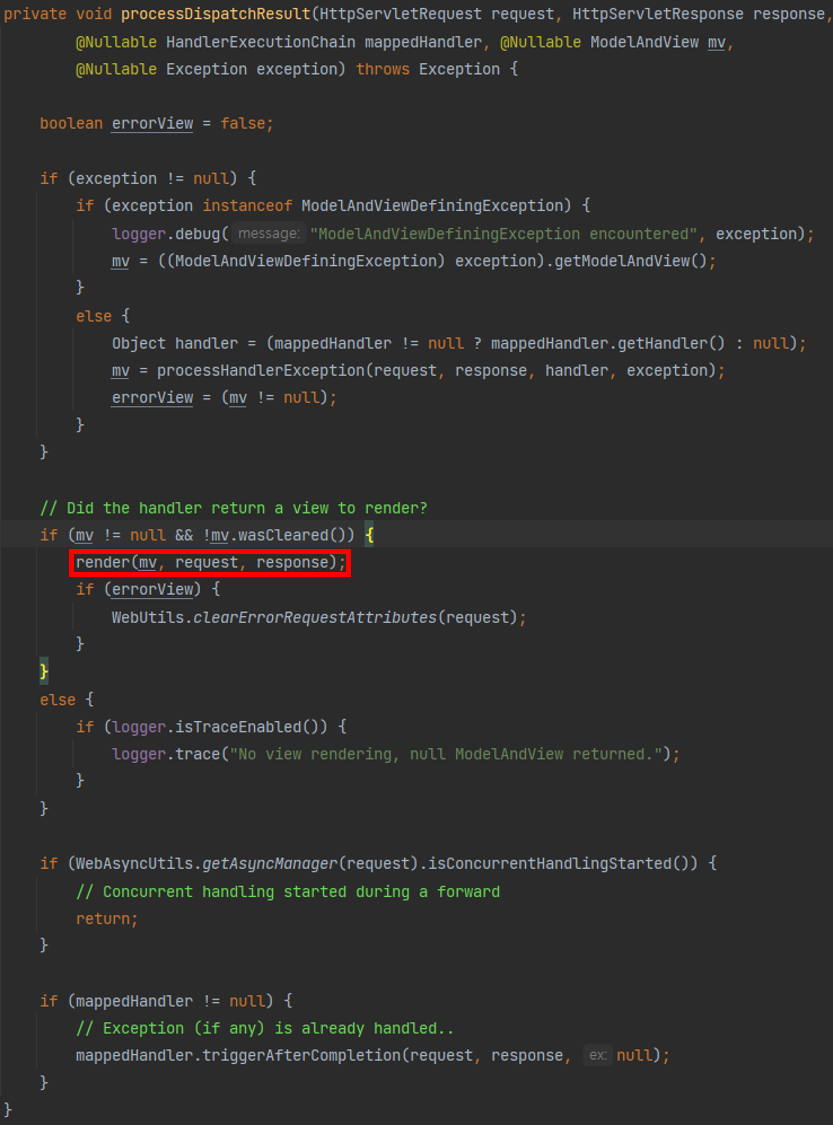 private void processDispatchResult(HttpServletRequest request, HttpServletResponse response,
@Nullable HandlerExecutionChain mappedHandler, @Nullable ModelAndView mv,
@Nullable Exception exception) throws Exception {
boolean errorView = false;
if (exception != null) {
if (exception instanceof ModelAndViewDefiningException) {
logger.debug( message: "ModelAndViewDefiningException encountered", exception);
mv = ((ModelAndViewDefiningException) exception).getModelAndView();
}
else {
Object handler = (mappedHandler != null ? mappedHandler.getHandler() : null);
mv = processHandlerException(request, response, handler, exception);
errorView = (mv != null);
}
}
// Did the handler return a view to render?
if (mv != null && !mv.wasCleared()) {
render(mv, request, response);
if (errorView) {
WebUtils.clearErrorRequestAttributes(request);
}
}
else {
if (logger.isTraceEnabled()) {
logger.trace("No view rendering, null ModelAndView returned.");
}
}
if (WebAsyncUtils.getAsyncManager(request).isConcurrentHandlingStarted()) {
// Concurrent handling started during a forward
return;
}
if (mappedHandler != null) {
// Exception (if any) is already handled..
mappedHandler.triggerAfterCompletion(request, response, ex: null);
}
}